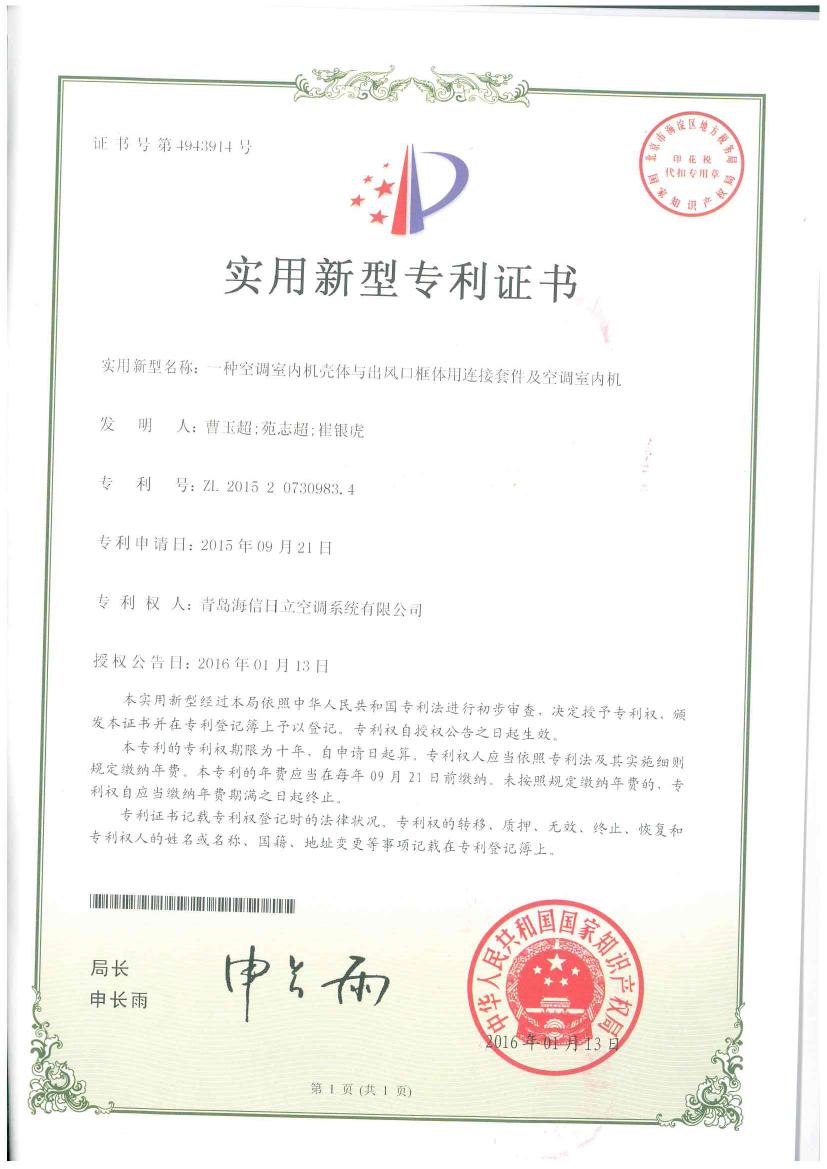 证书号第4943914号
北京市海淀区地方税务局
印花税
代扣专用章
国家知识产权局
实用新型专利证书
实用新型名称：一种空调室内机壳体与出风口框体用连接套件及空调室内机
发 明 人：曹玉超;苑志超;崔银虎
专 利 号：ZL 2015 2 0730983.4
专利申请日：2015年09月21日
专 利 权 人：青岛海信日立空调系统有限公司
授权公告日：2016年01月13日
本实用新型经过本局依照中华人民共和国专利法进行初步审查，决定授予专利权，颁
发本证书并在专利登记簿上予以登记。专利权自授权公告之日起生效。
本专利的专利权期限为十年，自申请日起算。专利权人应当依照专利法及其实施细则
规定缴纳年费。本专利的年费应当在每年09月21日前缴纳。未按照规定缴纳年费的，专
利权自应当缴纳年费期满之日起终止。
专利证书记载专利权登记时的法律状况。专利权的转移、质押、无效、终止、恢复和
专利权人的姓名或名称、国籍、地址变更等事项记载在专利登记簿上。
局长
申长雨
申长雨
中华人民共和国国家知识产权局
2016年01月13日
第1页(共1页)